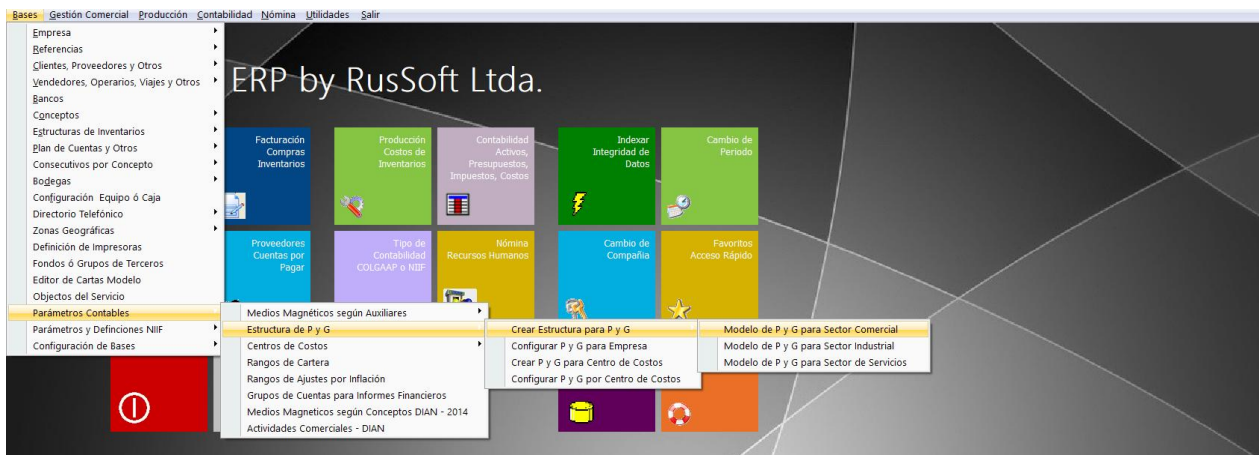 Bases Gestión Comercial Producción Contabilidad Nómina Utilidades Salir
Empresa
Referencias
Clientes, Proveedores y Otros
Vendedores, Operarios, Viajes y Otros
Bancos
Conceptos
Estructuras de Inventarios
Plan de Cuentas y Otros
Consecutivos por Concepto
Bodegas
Configuración Equipo ó Caja
Directorio Telefónico
Zonas Geográficas
Definición de Impresoras
Fondos ó Grupos de Terceros
Editor de Cartas Modelo
Objectos del Servicio
Parámetros Contables
Parámetros y Definciones NIIF
Configuración de Bases
ERP by RusSoft Ltda.
Facturación
Compras
Inventarios
Producción
Costos de
Inventarios
Contabilidad
Activos,
Presupuestos,
Impuestos, Costos
Indexar
Integridad de
Datos
Cambio de
Periodo
Proveedores
Cuentas por
Pagar
Tipo de
Contabilidad
COLGAAP o NIIF
Nómina
Recursos Humanos
Cambio de
Compañia
Favoritos
Acceso Rápido
Medios Magnéticos según Auxiliares
Estructura de P y G
Centros de Costos
Rangos de Cartera
Rangos de Ajustes por Inflación
Grupos de Cuentas para Informes Financieros
Medios Magneticos según Conceptos DIAN - 2014
Actividades Comerciales - DIAN
Crear Estructura para P y G
Configurar P y G para Empresa
Crear P y G para Centro de Costos
Configurar P y G por Centro de Costos
Modelo de P y G para Sector Comercial
Modelo de P y G para Sector Industrial
Modelo de P y G para Sector de Servicios